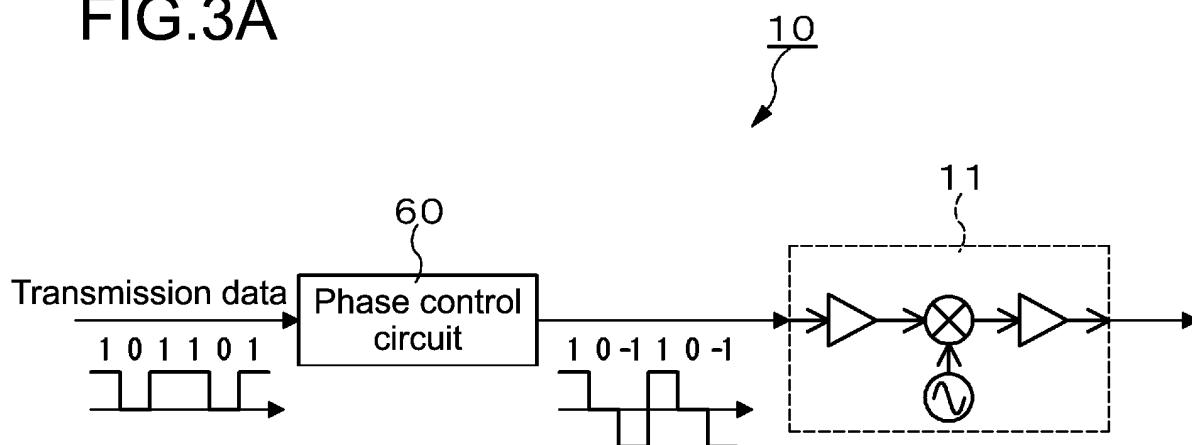 FIG.3A
10
11
60
Transmission data
Phase control
circuit
1 0 1 1 0 1
1 0 -1 1 0 -1